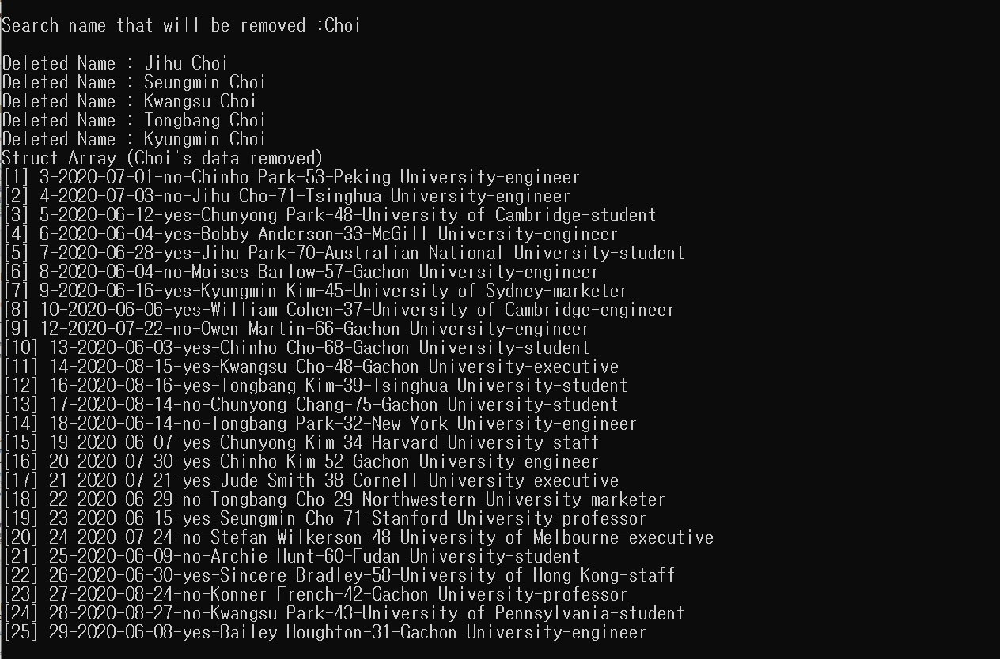 Search name that will be removed :Choi
Deleted Name : Jihu Choi
Deleted Name : Seungmin Choi
Deleted Name : Kwangsu Choi
Deleted Name : Tongbang Choi
Deleted Name : Kyungmin Choi
Struct Array (Choi's data removed)
[1] 3-2020-07-01-no-Chinho Park-53-Peking University-engineer
[2] 4-2020-07-03-no-Jihu Cho-71-Tsinghua University-engineer
[3] 5-2020-06-12-yes-Chunyong Park-48-University of Cambridge-student
[4] 6-2020-06-04-yes-Bobby Anderson-33-McGill University-engineer
[5] 7-2020-06-28-yes-Jihu Park-70-Australian National University-student
[6] 8-2020-06-04-no-Moises Barlow-57-Gachon University-engineer
[7] 9-2020-06-16-yes-Kyungmin Kim-45-University of Sydney-marketer
[8] 10-2020-06-06-yes-William Cohen-37-University of Cambridge-engineer
[9] 12-2020-07-22-no-Owen Martin-66-Gachon University-engineer
[10] 13-2020-06-03-yes-Chinho Cho-68-Gachon University-student
[11] 14-2020-08-15-yes-Kwangsu Cho-48-Gachon University-executive
[12] 16-2020-08-16-yes-Tongbang Kim-39-Tsinghua University-student
[13] 17-2020-08-14-no-Chunyong Chang-75-Gachon University-student
[14] 18-2020-06-14-no-Tongbang Park-32-New York University-engineer
[15] 19-2020-06-07-yes-Chunyong Kim-34-Harvard University-staff
[16] 20-2020-07-30-yes-Chinho Kim-52-Gachon University-engineer
[17] 21-2020-07-21-yes-Jude Smith-38-Cornell University-executive
[18] 22-2020-06-29-no-Tongbang Cho-29-Northwestern University-marketer
[19] 23-2020-06-15-yes-Seungmin Cho-71-Stanford University-professor
[20] 24-2020-07-24-no-Stefan Wilkerson-48-University of Melbourne-executive
[21] 25-2020-06-09-no-Archie Hunt-60-Fudan University-student
[22] 26-2020-06-30-yes-Sincere Bradley-58-University of Hong Kong-staff
[23] 27-2020-08-24-no-Konner French-42-Gachon University-professor
[24] 28-2020-08-27-no-Kwangsu Park-43-University of Pennsylvania-student
[25] 29-2020-06-08-yes-Bailey Houghton-31-Gachon University-engineer